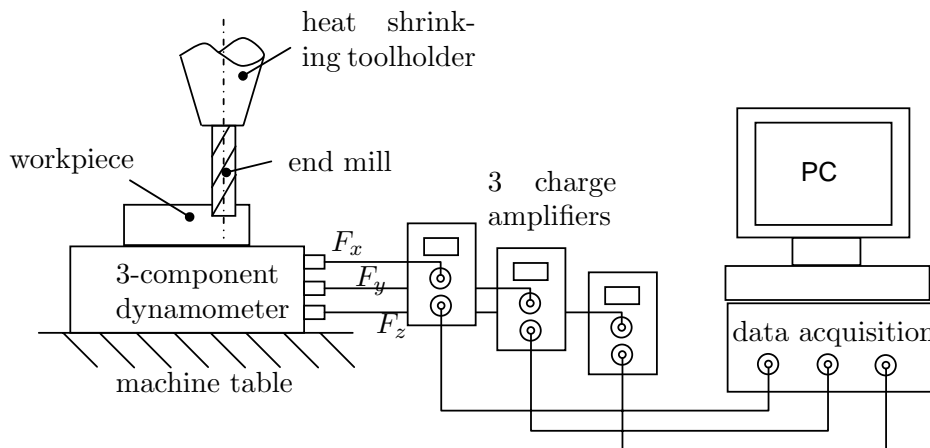 heat shrink-
ing toolholder
workpiece
end mill
3 charge
amplifiers
PC
F_x
3-component
F_y
dynamometer
F_z
data acquisition
machine table